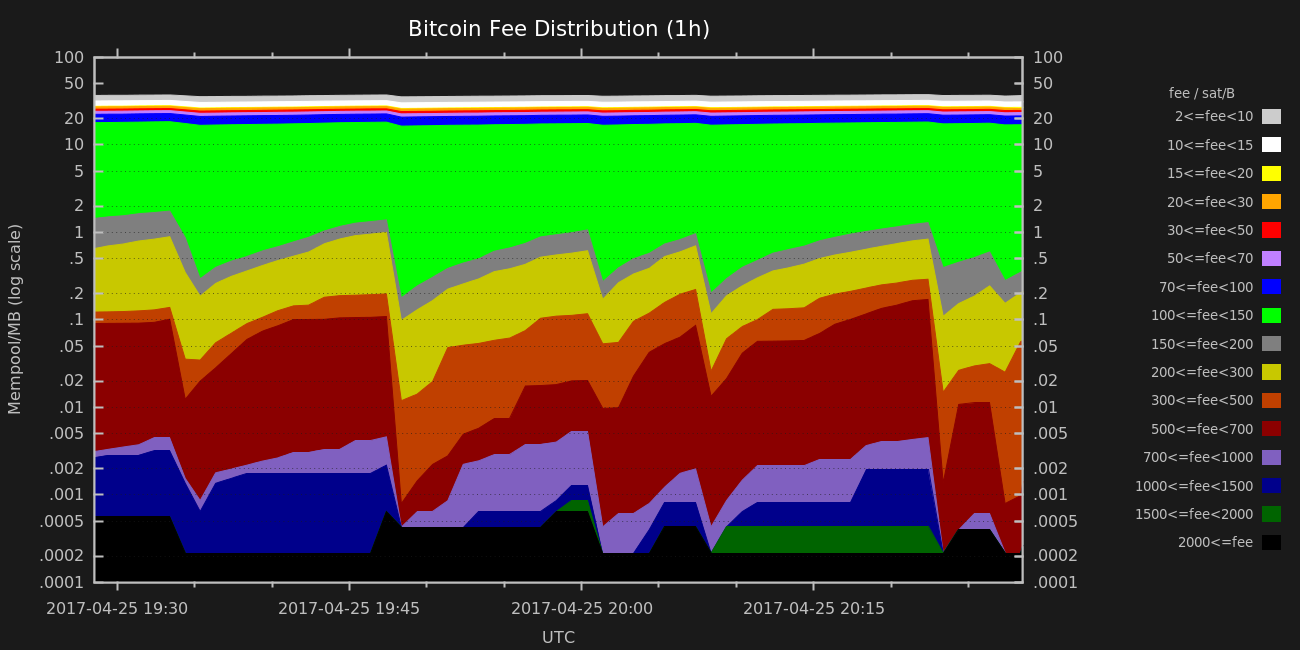 Bitcoin Fee Distribution (1h)
100
50
20
10
5
2
1
.5
.2
.1
.05
.02
.01
.005
.002
.001
.0005
.0002
.0001
Mempool/MB (log scale)
100
50
20
10
5
2
1
.5
.2
.1
.05
.02
.01
.005
.002
.001
.0005
.0002
.0001
2017-04-25 19:30 2017-04-25 19:45 2017-04-25 20:00 2017-04-25 20:15
UTC
fee / sat/B
2<=fee<10
10<=fee<15
15<=fee<20
20<=fee<30
30<=fee<50
50<=fee<70
70<=fee<100
100<=fee<150
150<=fee<200
200<=fee<300
300<=fee<500
500<=fee<700
700<=fee<1000
1000<=fee<1500
1500<=fee<2000
2000<=fee